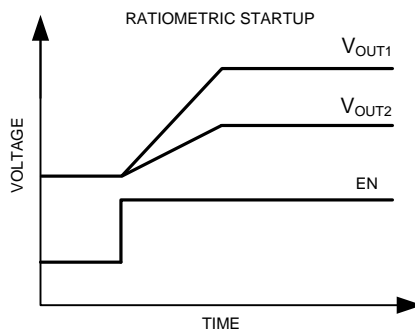 RATIOMETRIC STARTUP
VOUT1
VOUT2
EN
VOLTAGE
TIME